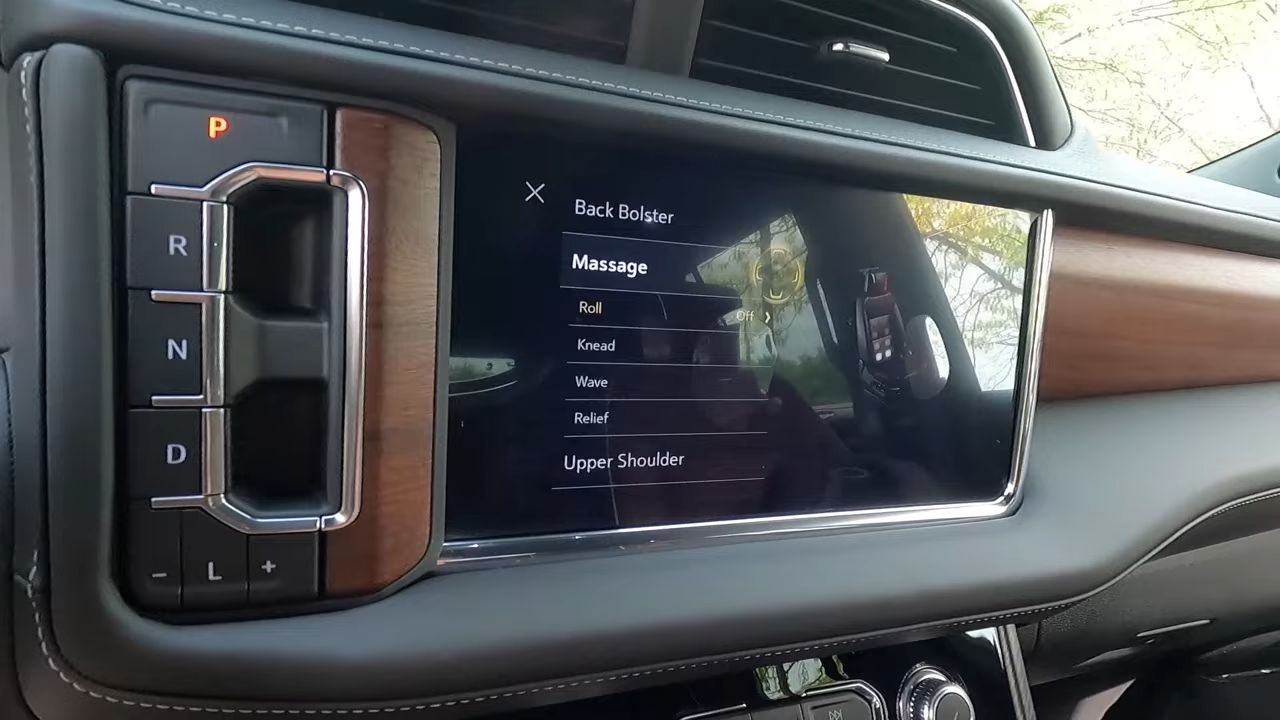 P
R
N
D
− L +
Back Bolster
Massage
Roll Off
Knead
Wave
Relief
Upper Shoulder